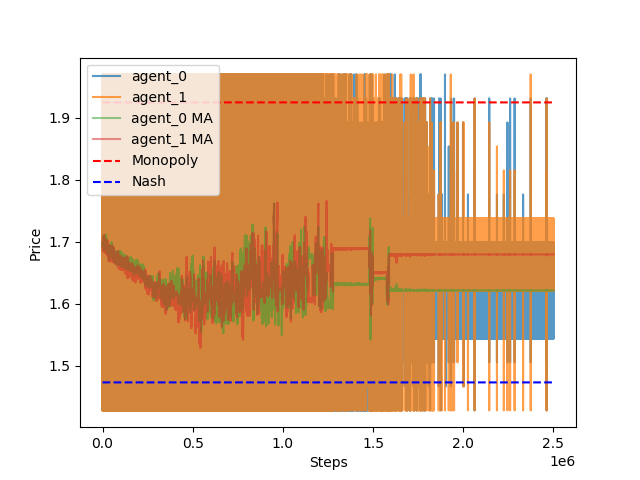 agent_0
agent_1
agent_0 MA
agent_1 MA
Monopoly
Nash
Price
1.9
1.8
1.7
1.6
1.5
0.0 0.5 1.0 1.5 2.0 2.5
Steps
1e6